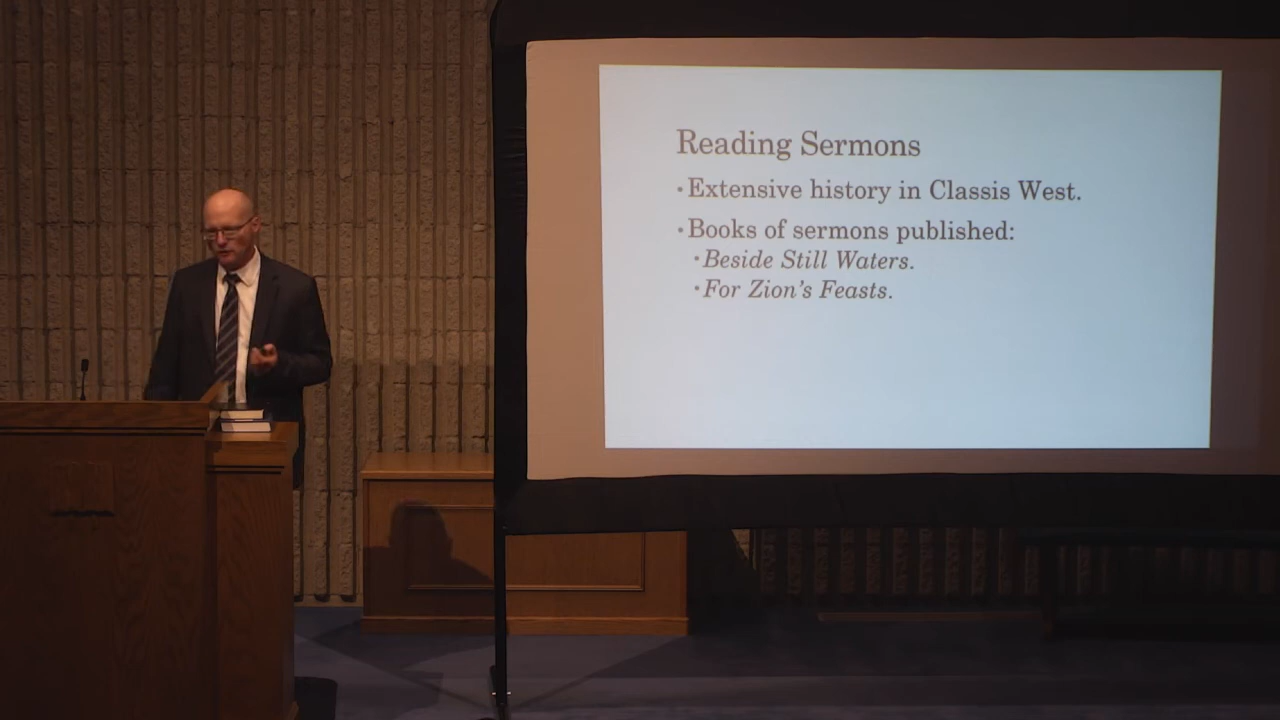 Reading Sermons
•Extensive history in Classis West.
•Books of sermons published:
•Beside Still Waters.
•For Zion's Feasts.